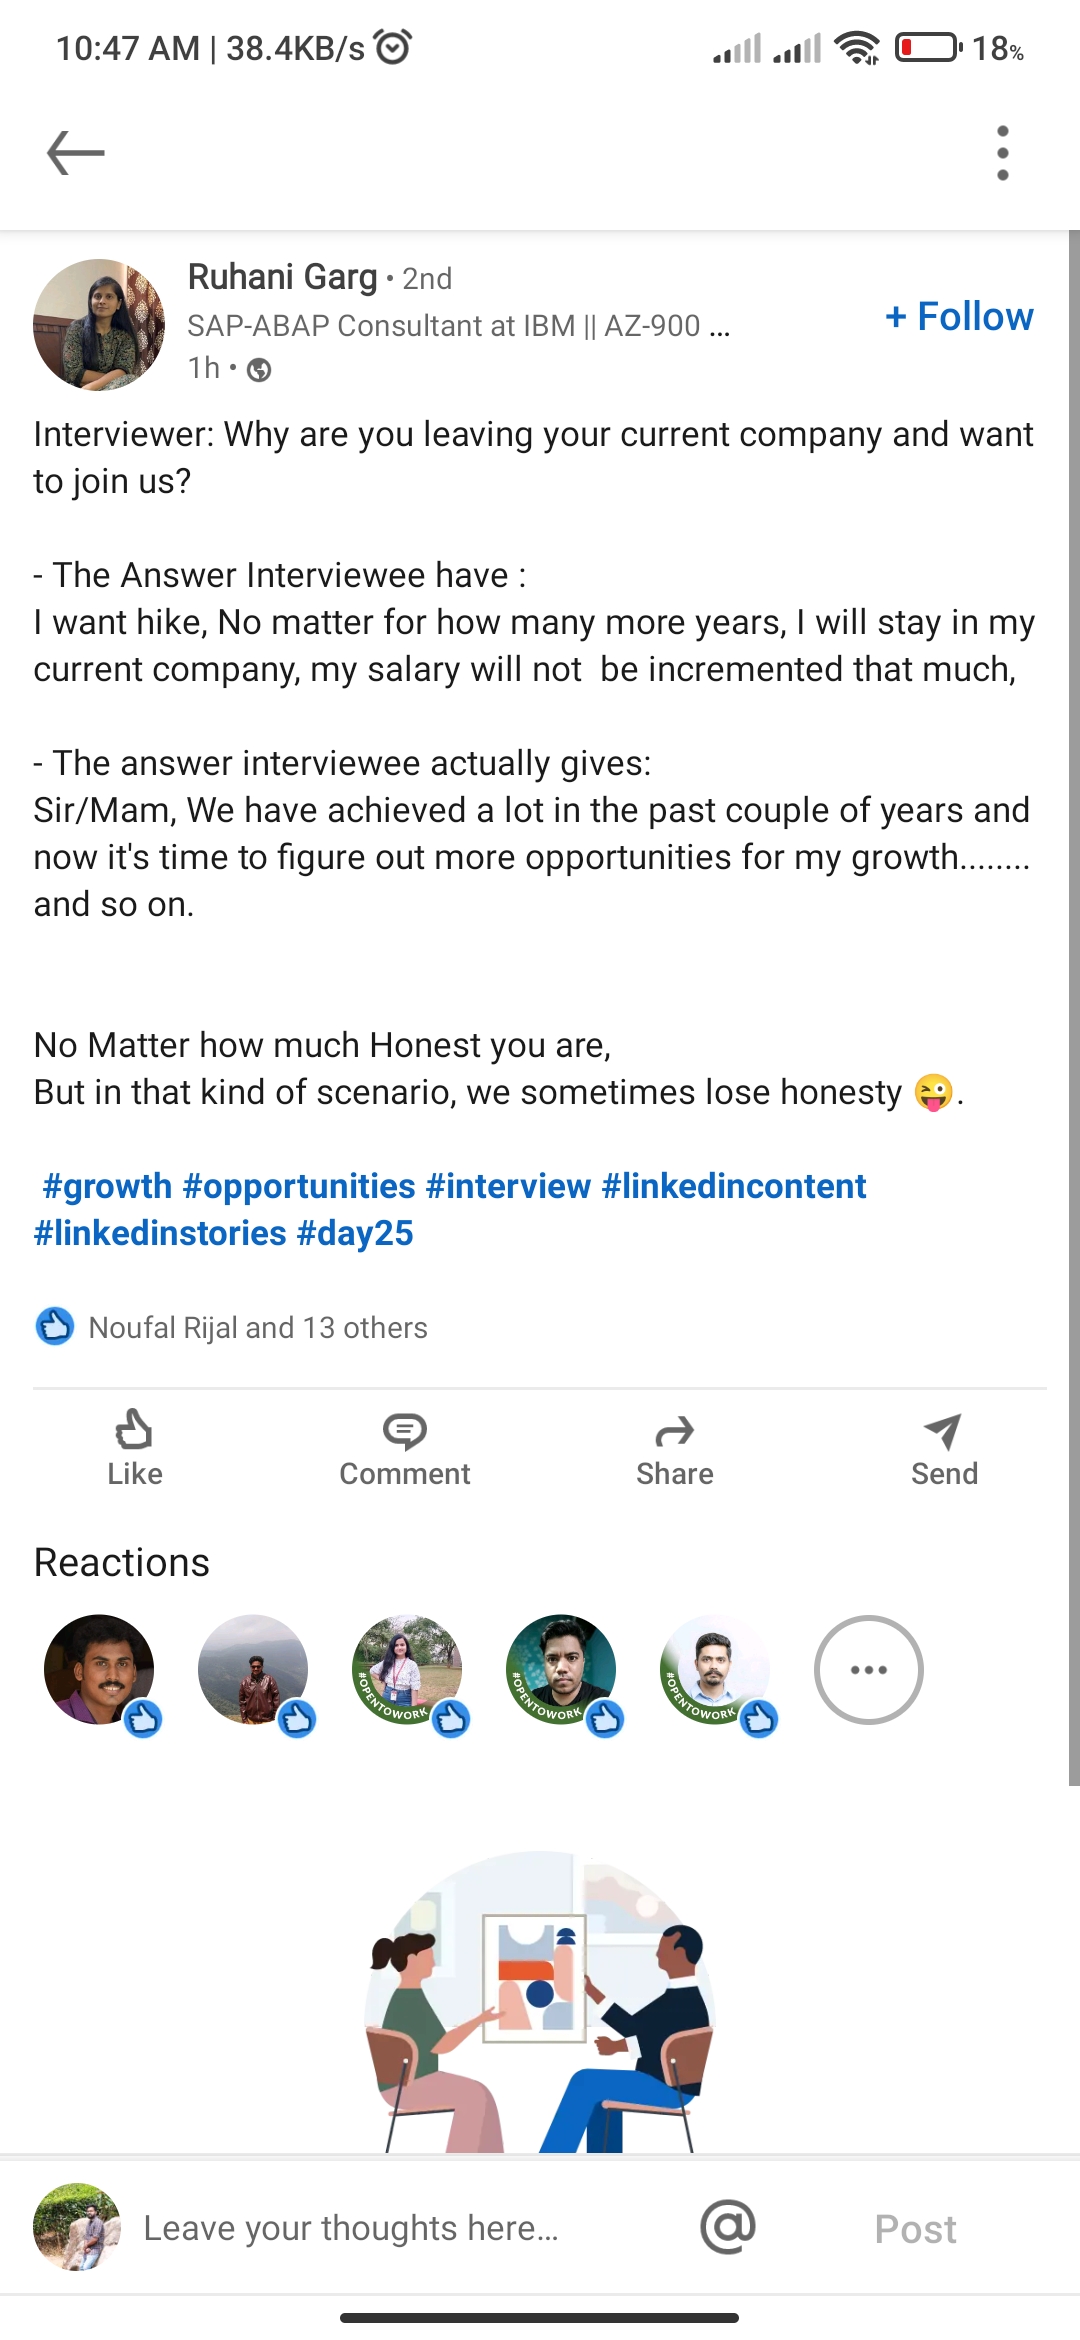 10:47 AM | 38.4KB/s
18%
Ruhani Garg • 2nd
SAP-ABAP Consultant at IBM || AZ-900 ...
+ Follow
1h •
Interviewer: Why are you leaving your current company and want
to join us?
- The Answer Interviewee have :
I want hike, No matter for how many more years, I will stay in my
current company, my salary will not  be incremented that much,
- The answer interviewee actually gives:
Sir/Mam, We have achieved a lot in the past couple of years and
now it's time to figure out more opportunities for my growth........
and so on.
No Matter how much Honest you are,
But in that kind of scenario, we sometimes lose honesty 😜.
#growth #opportunities #interview #linkedincontent
#linkedinstories #day25
Noufal Rijal and 13 others
Like Comment Share Send
Reactions
#OPENTOWORK #OPENTOWORK #OPENTOWORK
Leave your thoughts here... @ Post